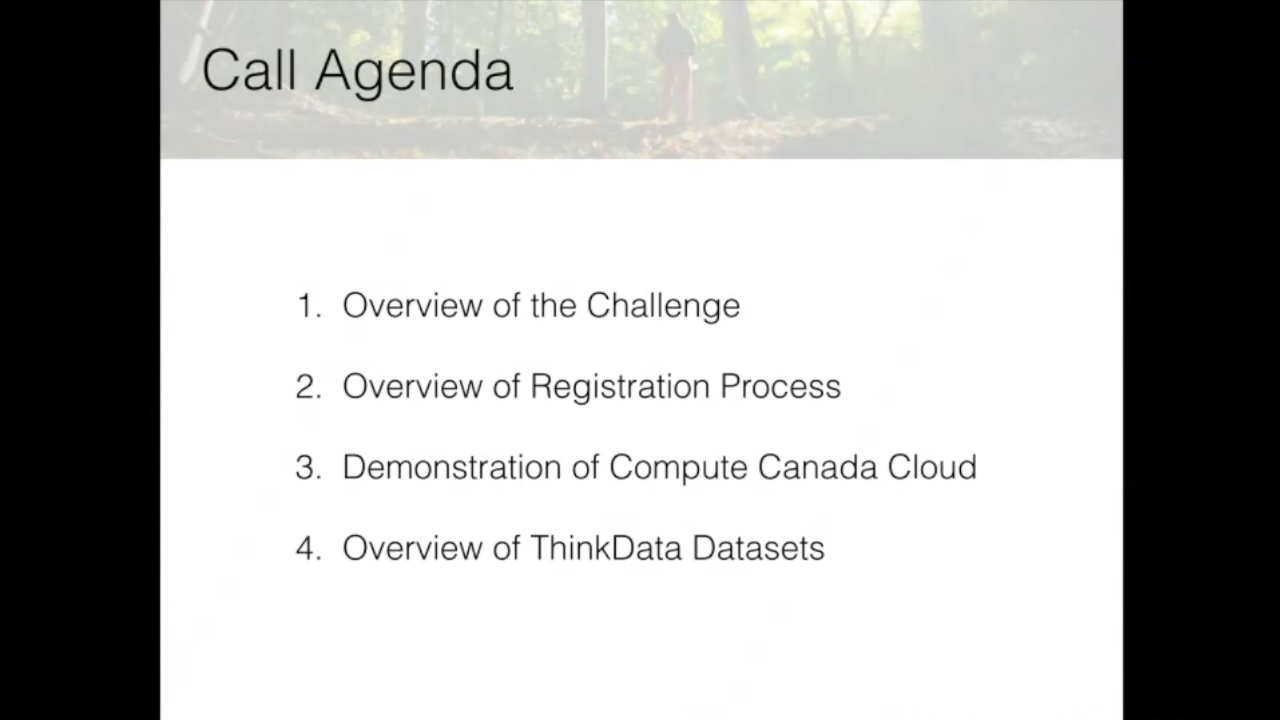 Call Agenda
1. Overview of the Challenge
2. Overview of Registration Process
3. Demonstration of Compute Canada Cloud
4. Overview of ThinkData Datasets